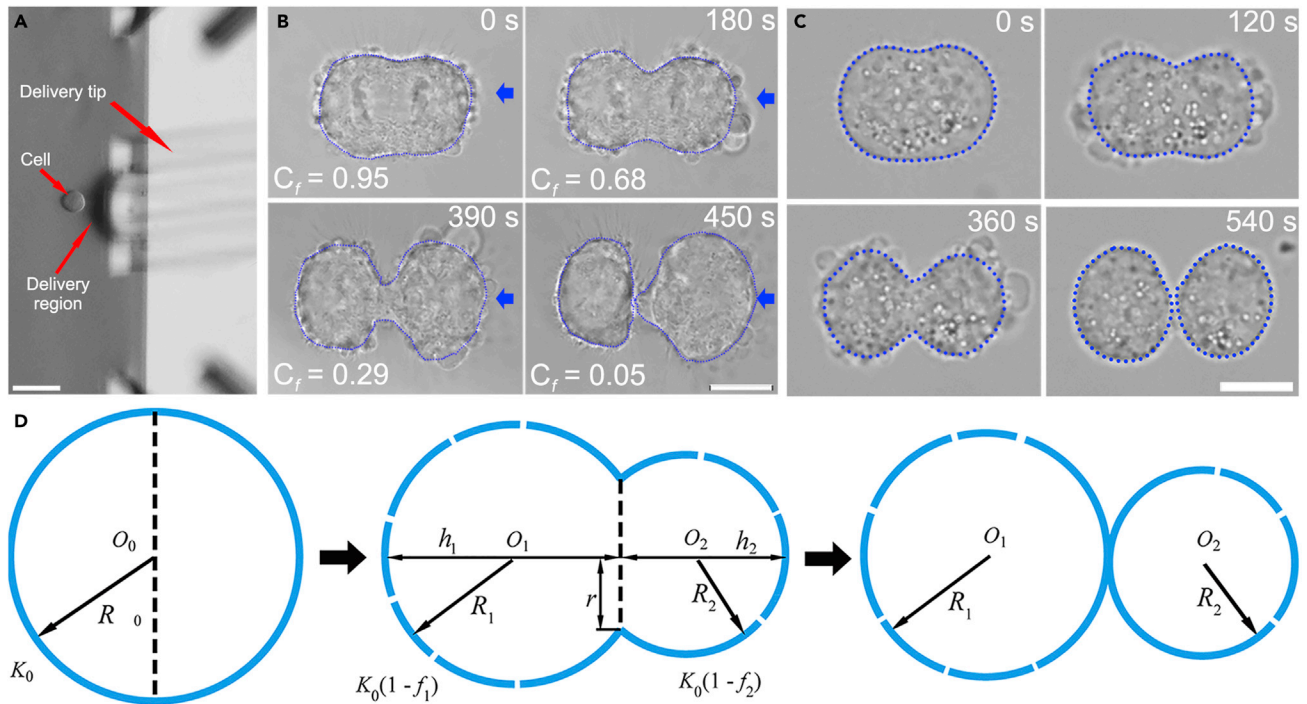 A
Delivery tip
Cell
Delivery
region
B
0 s
C_f = 0.95
180 s
C_f = 0.68
390 s
C_f = 0.29
450 s
C_f = 0.05
C
0 s
120 s
360 s
540 s
D
O_0
R_0
K_0
h_1
O_1
O_2
h_2
r
R_1
R_2
K_0(1 - f_1)
K_0(1 - f_2)
O_1
O_2
R_1
R_2